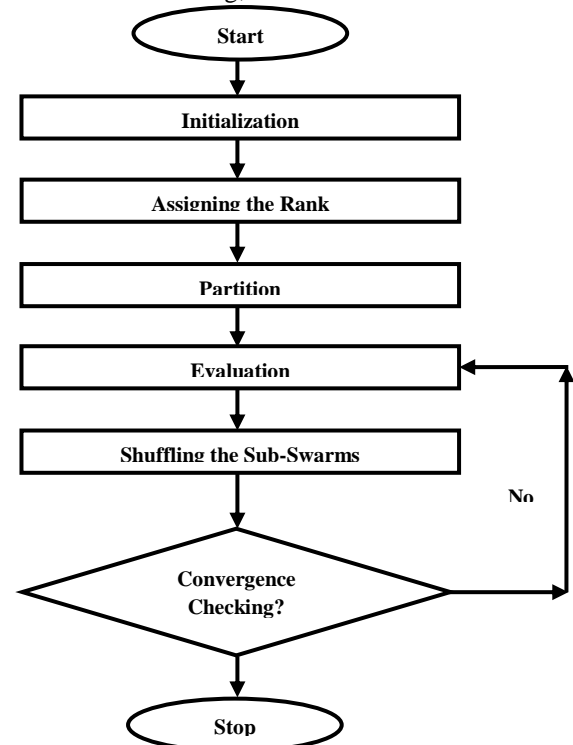 Start
Initialization
Assigning the Rank
Partition
Evaluation
Shuffling the Sub-Swarms
No
Convergence
Checking?
Stop